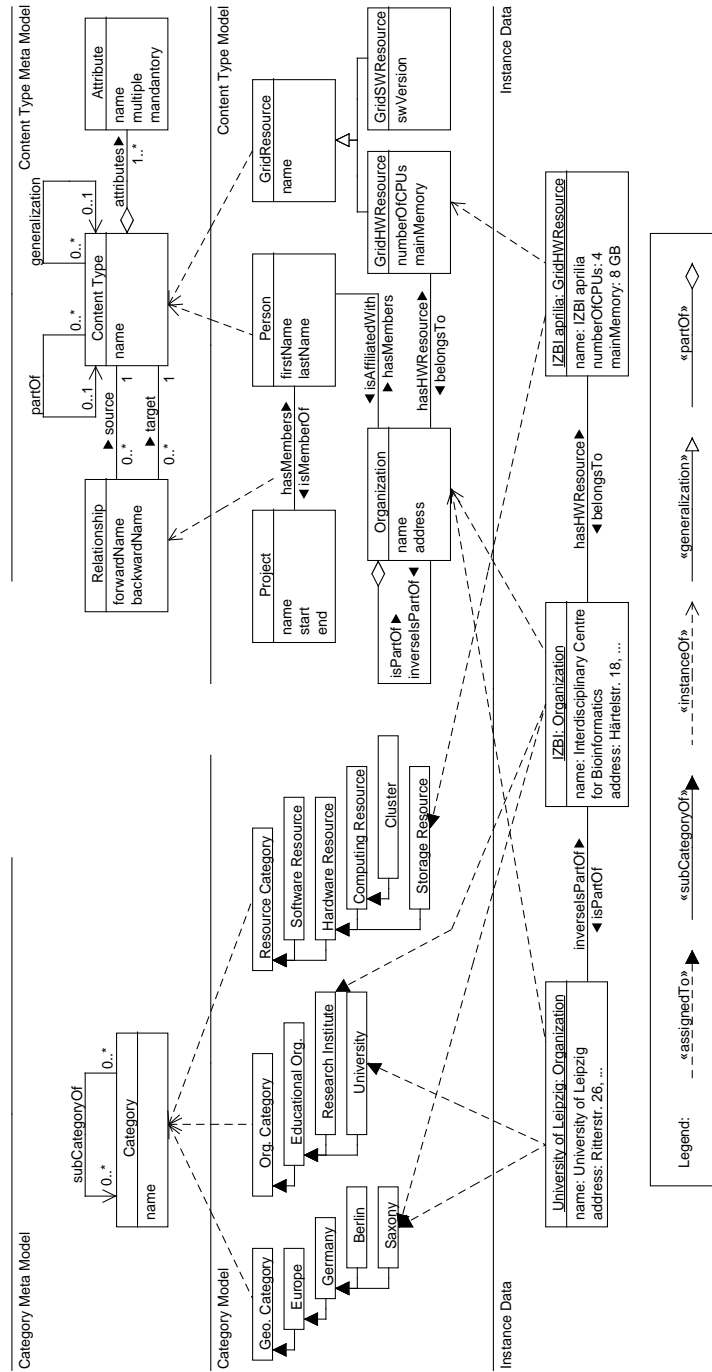 Category Meta Model
Content Type Meta Model
subCategoryOf
0..*
0..*
Category
name
Relationship
forwardName
backwardName
source
0..*
1
target
0..*
1
partOf
0..1
0..*
generalization
0..*
0..1
Content Type
name
attributes
1..*
Attribute
name
multiple
mandantory
Category Model
Content Type Model
Geo. Category
Europe
Germany
Berlin
Saxony
Org. Category
Educational Org.
Research Institute
University
Resource Category
Software Resource
Hardware Resource
Computing Resource
Cluster
Storage Resource
Project
name
start
end
hasMembers
isMemberOf
Person
firstName
lastName
GridResource
name
isPartOf
inverseIsPartOf
Organization
name
address
isAffiliatedWith
hasMembers
hasHWResource
belongsTo
GridHWResource
numberOfCPUs
mainMemory
GridSWResource
swVersion
Instance Data
Instance Data
University of Leipzig: Organization
name: University of Leipzig
address: Ritterstr. 26, ...
inverseIsPartOf
isPartOf
IZBI: Organization
name: Interdisciplinary Centre
for Bioinformatics
address: Härtelstr. 18, ...
hasHWResource
belongsTo
IZBI aprilia: GridHWResource
name: IZBI aprilia
numberOfCPUs: 4
mainMemory: 8 GB
Legend:
«assignedTo»
«subCategoryOf»
«instanceOf»
«generalization»
«partOf»